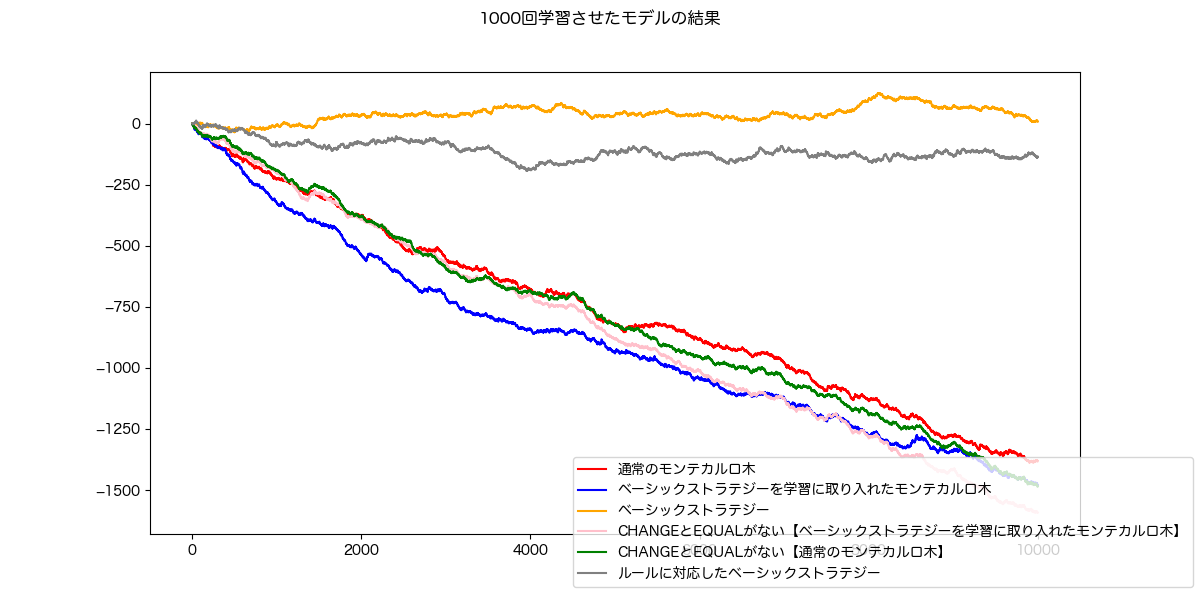 1000回学習させたモデルの結果
0
−250
−500
−750
−1000
−1250
−1500
0
2000
4000
6000
8000
10000
通常のモンテカルロ木
ベーシックストラテジーを学習に取り入れたモンテカルロ木
ベーシックストラテジー
CHANGEとEQUALがない【ベーシックストラテジーを学習に取り入れたモンテカルロ木】
CHANGEとEQUALがない【通常のモンテカルロ木】
ルールに対応したベーシックストラテジー